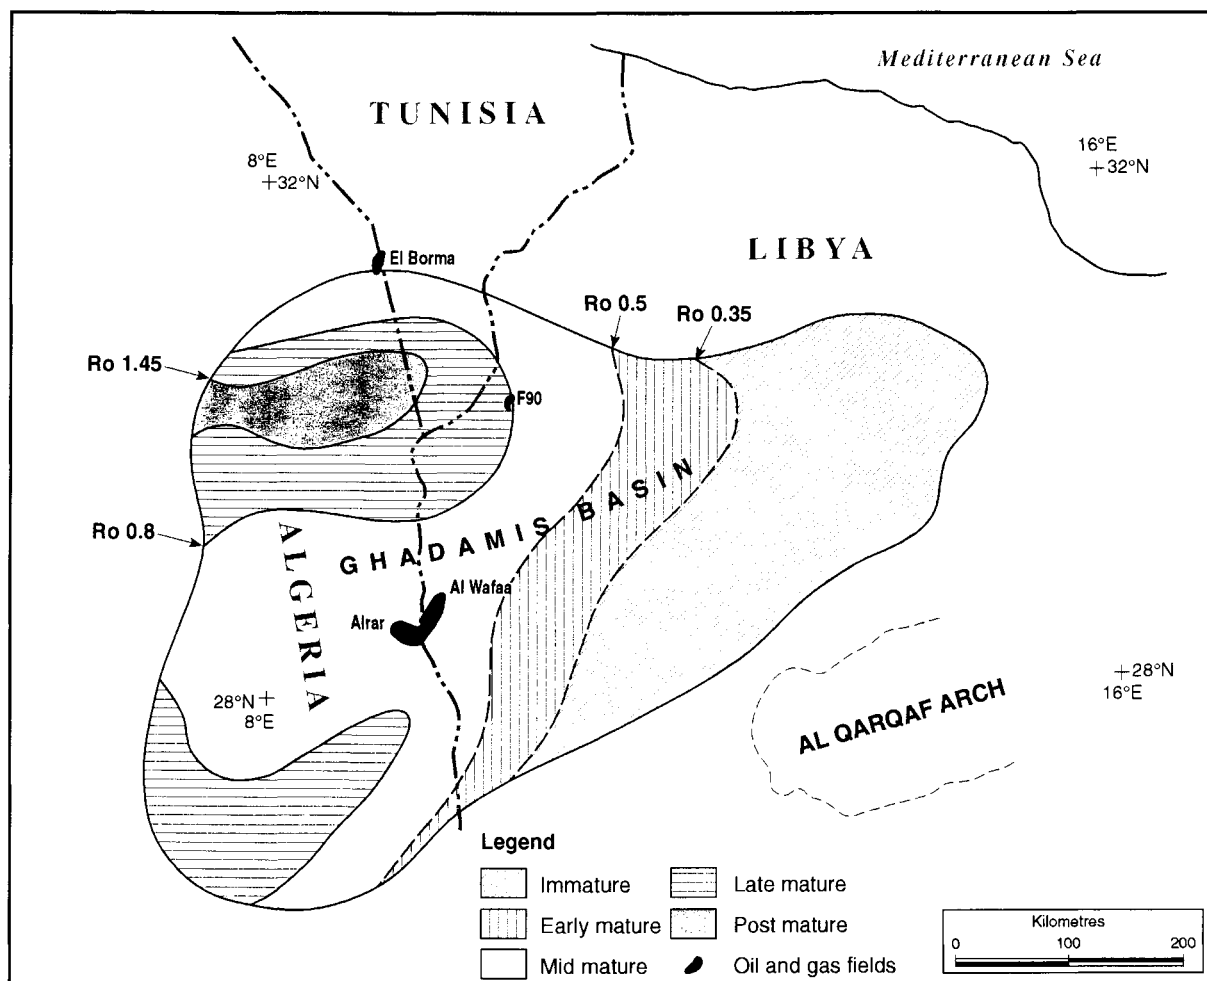 Mediterranean Sea
TUNISIA
8°E
+32°N
16°E
+32°N
LIBYA
El Borma
Ro 0.5
Ro 0.35
Ro 1.45
F90
Ro 0.8
GHADAMIS BASIN
ALGERIA
Al Wafaa
Alrar
28°N +
8°E
+28°N
16°E
AL QARQAF ARCH
Legend
Immature
Late mature
Early mature
Post mature
Mid mature
Oil and gas fields
Kilometres
0 100 200